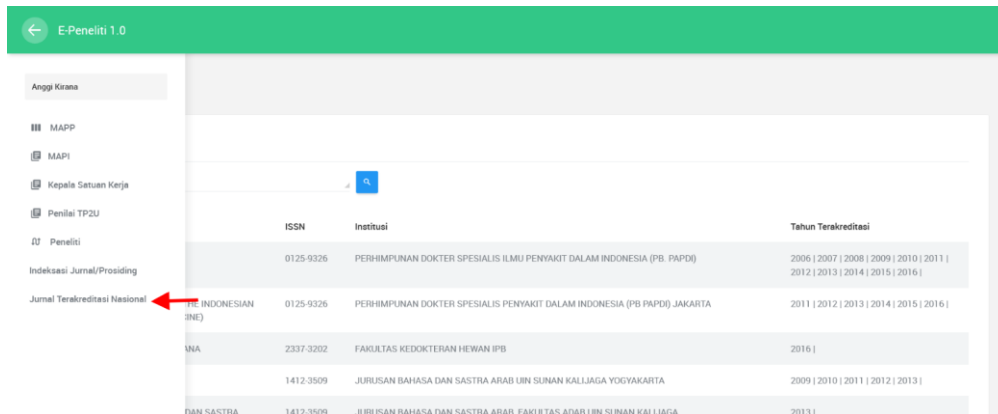 E-Peneliti 1.0
Anggi Kirana
MAPP
MAPI
Kepala Satuan Kerja
Penilai TP2U
Peneliti
Indeksasi Jurnal/Prosiding
Jurnal Terakreditasi Nasional
ISSN Institusi Tahun Terakreditasi
0125-9326 PERHIMPUNAN DOKTER SPESIALIS ILMU PENYAKIT DALAM INDONESIA (PB. PAPDI) 2006 | 2007 | 2008 | 2009 | 2010 | 2011 |
2012 | 2013 | 2014 | 2015 | 2016 |
HE INDONESIAN 0125-9326 PERHIMPUNAN DOKTER SPESIALIS PENYAKIT DALAM INDONESIA (PB PAPDI) JAKARTA 2011 | 2012 | 2013 | 2014 | 2015 | 2016 |
CINE)
ANA 2337-3202 FAKULTAS KEDOKTERAN HEWAN IPB 2016 |
1412-3509 JURUSAN BAHASA DAN SASTRA ARAB UIN SUNAN KALIJAGA YOGYAKARTA 2009 | 2010 | 2011 | 2012 | 2013 |
DAN SASTRA 1412-3509 JURUSAN BAHASA DAN SASTRA ARAB, FAKULTAS ADAB UIN SUNAN KALIJAGA 2013 |